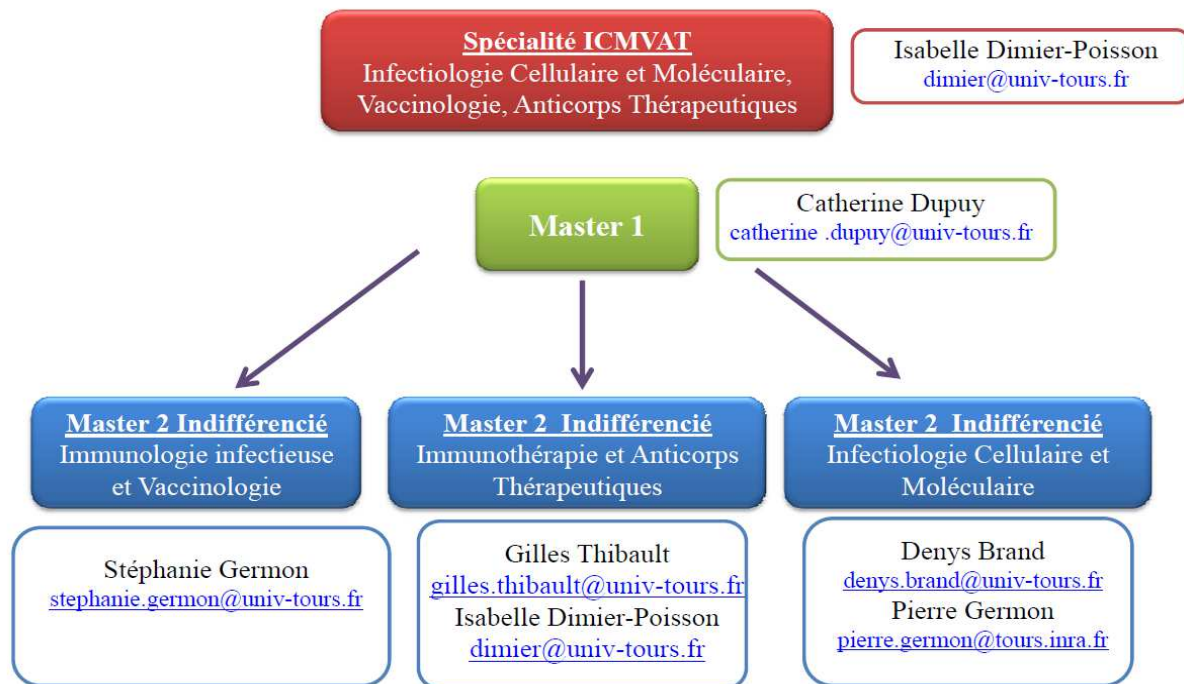 Spécialité ICMVAT
Infectiologie Cellulaire et Moléculaire,
Vaccinologie, Anticorps Thérapeutiques
Isabelle Dimier-Poisson
dimier@univ-tours.fr
Master 1
Catherine Dupuy
catherine .dupuy@univ-tours.fr
Master 2 Indifférencié
Immunologie infectieuse
et Vaccinologie
Master 2 Indifférencié
Immunothérapie et Anticorps
Thérapeutiques
Master 2 Indifférencié
Infectiologie Cellulaire et
Moléculaire
Stéphanie Germon
stephanie.germon@univ-tours.fr
Gilles Thibault
gilles.thibault@univ-tours.fr
Isabelle Dimier-Poisson
dimier@univ-tours.fr
Denys Brand
denys.brand@univ-tours.fr
Pierre Germon
pierre.germon@tours.inra.fr